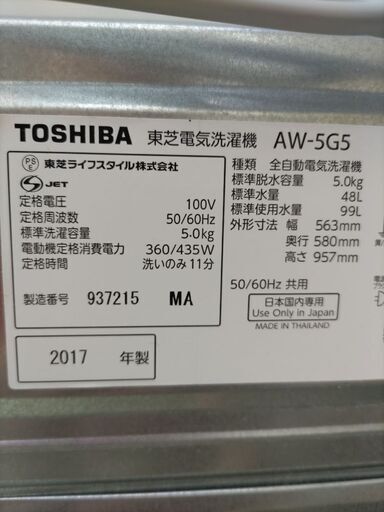 TOSHIBA 東芝電気洗濯機 AW-5G5
PS
E
東芝ライフスタイル株式会社
S JET
定格電圧 100V
定格周波数 50/60Hz
標準洗濯容量 5.0kg
電動機定格消費電力 360/435W
定格時間 洗いのみ 11分
製造番号 937215 MA
2017 年製
種類 全自動電気洗濯機
標準脱水容量 5.0kg
標準水量 48L
標準使用水量 99L
外形寸法 幅 563mm
奥行 580mm
高さ 957mm
50/60Hz 共用
日本国内専用
Use Only in Japan
MADE IN THAILAND